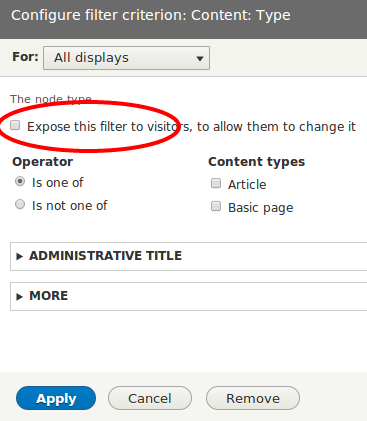 Configure filter criterion: Content: Type
For: All displays
The node type
Expose this filter to visitors, to allow them to change it
Operator
Content types
Is one of
Article
Is not one of
Basic page
ADMINISTRATIVE TITLE
MORE
Apply Cancel Remove